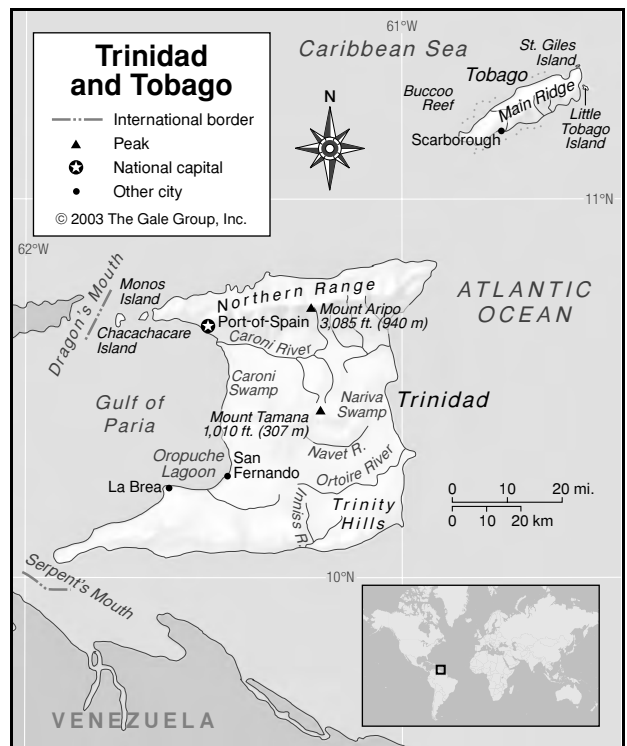 Trinidad
and Tobago
International border
Peak
National capital
Other city
© 2003 The Gale Group, Inc.
61°W
Caribbean Sea
St. Giles
Island
Tobago
Buccoo
Reef
Main Ridge
Little
Tobago
Island
Scarborough
N
11°N
62°W
Dragon's Mouth
Monos
Island
Chacachacare
Island
Northern Range
Mount Aripo
3,085 ft. (940 m)
Port-of-Spain
Caroni River
ATLANTIC
OCEAN
Caroni
Swamp
Nariva
Swamp
Trinidad
Gulf of
Paria
Mount Tamana
1,010 ft. (307 m)
Navet R.
Oropuche
Lagoon
San
Fernando
Ortoire River
La Brea
Inniss R.
Trinity
Hills
0 10 20 mi.
0 10 20 km
Serpent's Mouth
10°N
VENEZUELA